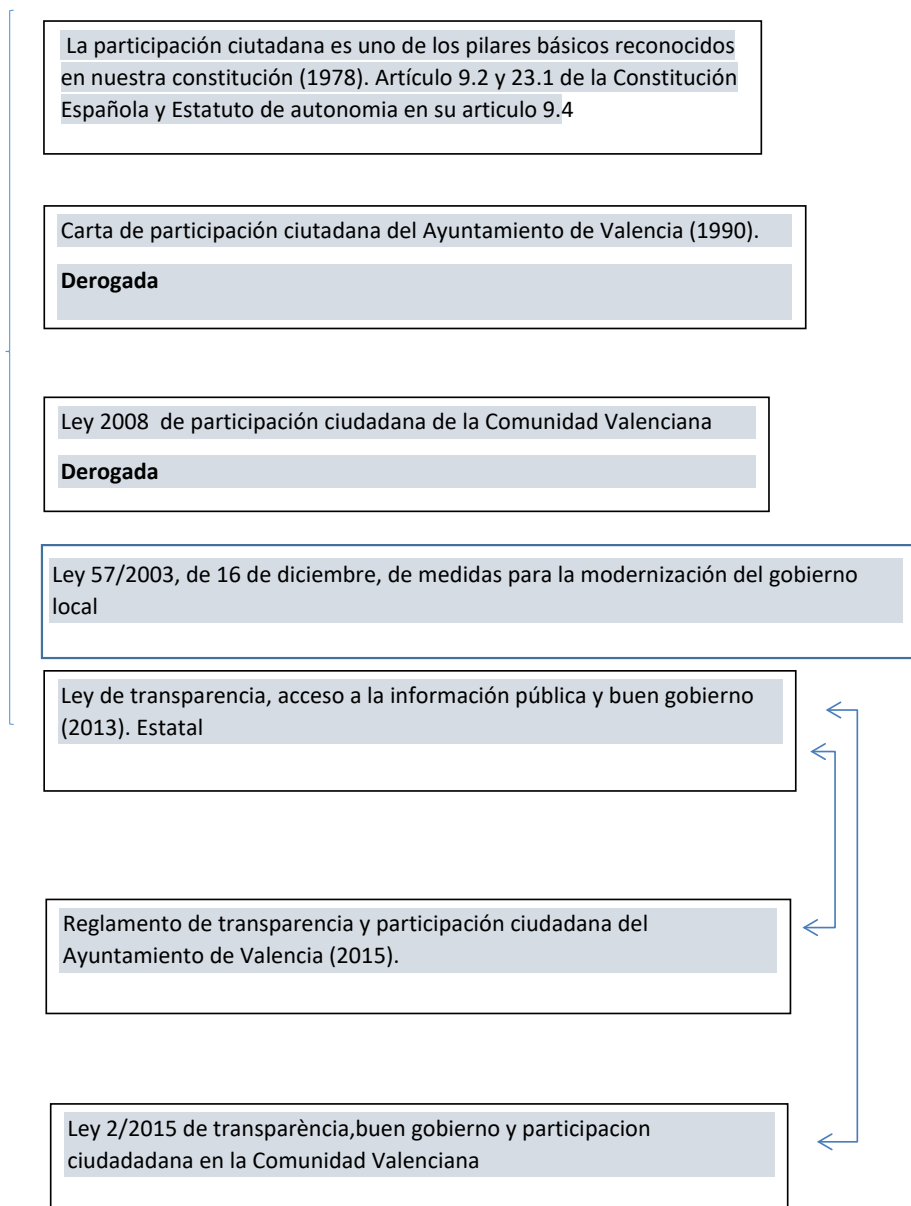 La participación ciutadana es uno de los pilares básicos reconocidos
en nuestra constitución (1978). Artículo 9.2 y 23.1 de la Constitución
Española y Estatuto de autonomia en su articulo 9.4
Carta de participación ciutadana del Ayuntamiento de Valencia (1990).
Derogada
Ley 2008  de participación ciudadana de la Comunidad Valenciana
Derogada
Ley 57/2003, de 16 de diciembre, de medidas para la modernización del gobierno
local
Ley de transparencia, acceso a la información pública y buen gobierno
(2013). Estatal
Reglamento de transparencia y participación ciudadana del
Ayuntamiento de Valencia (2015).
Ley 2/2015 de transparència,buen gobierno y participacion
ciudadadana en la Comunidad Valenciana